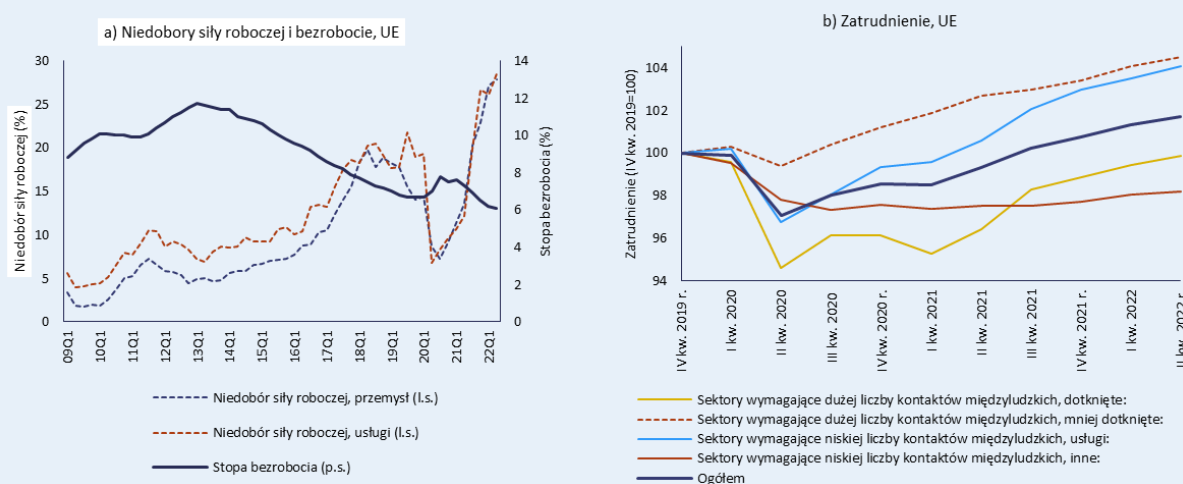 a) Niedobory siły roboczej i bezrobocie, UE
Niedobór siły roboczej (%)
30
25
20
15
10
5
0
14
12
10
8
6
4
2
0
Stopa bezrobocia (%)
09Q1
10Q1
11Q1
12Q1
13Q1
14Q1
15Q1
16Q1
17Q1
18Q1
19Q1
20Q1
21Q1
22Q1
Niedobór siły roboczej, przemysł (l.s.)
Niedobór siły roboczej, usługi (l.s.)
Stopa bezrobocia (p.s.)
b) Zatrudnienie, UE
Zatrudnienie (IV kw. 2019=100)
104
102
100
98
96
94
IV kw. 2019 r.
I kw. 2020
II kw. 2020
III kw. 2020
IV kw. 2020 r.
I kw. 2021
II kw. 2021
III kw. 2021
IV kw. 2021 r.
I kw. 2022
II kw. 2022 r
Sektory wymagające dużej liczby kontaktów międzyludzkich, dotknięte:
Sektory wymagające dużej liczby kontaktów międzyludzkich, mniej dotknięte:
Sektory wymagające niskiej liczby kontaktów międzyludzkich, usługi:
Sektory wymagające niskiej liczby kontaktów międzyludzkich, inne:
Ogółem